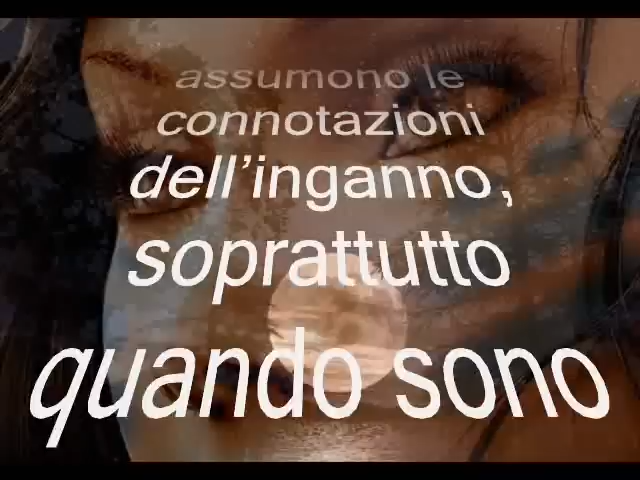 assumono le
connotazioni
dell'inganno,
soprattutto
quando sono